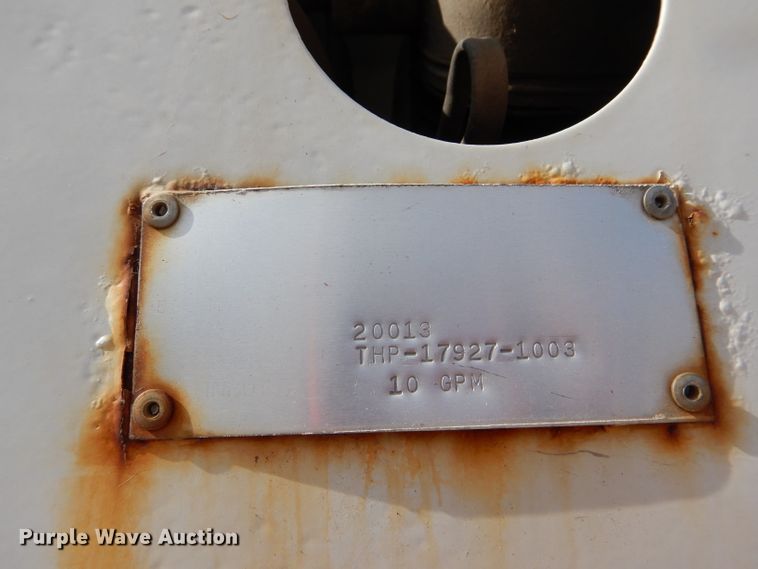 20013
THP-17927-1003
10 GPM
Purple Wave Auction